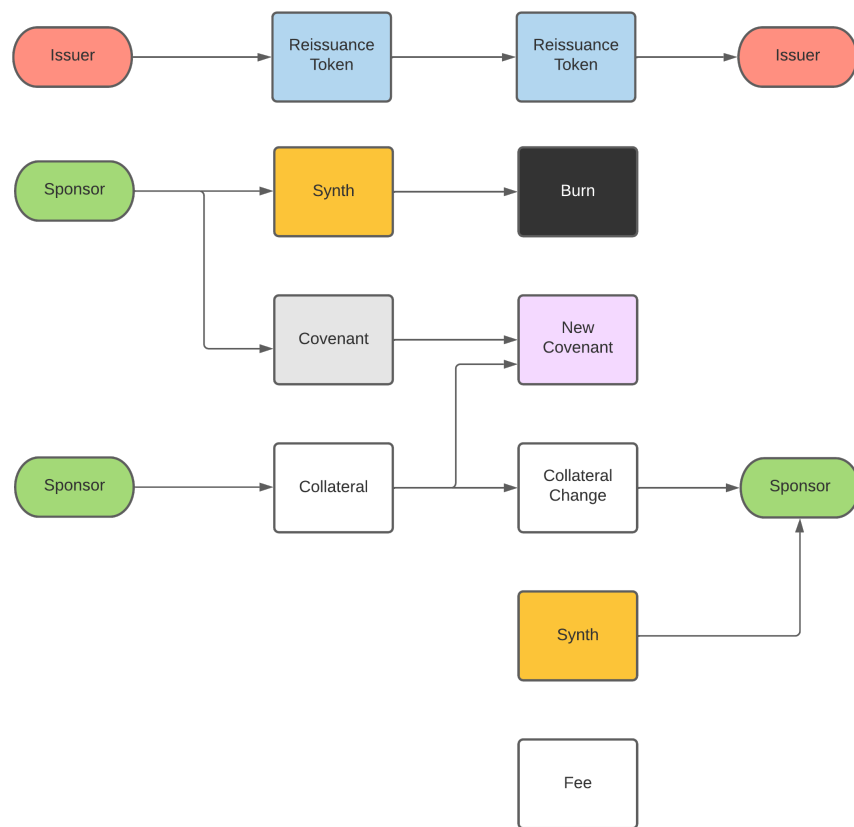 Issuer
Reissuance
Token
Reissuance
Token
Issuer
Sponsor
Synth
Burn
Covenant
New
Covenant
Sponsor
Collateral
Collateral
Change
Sponsor
Synth
Fee